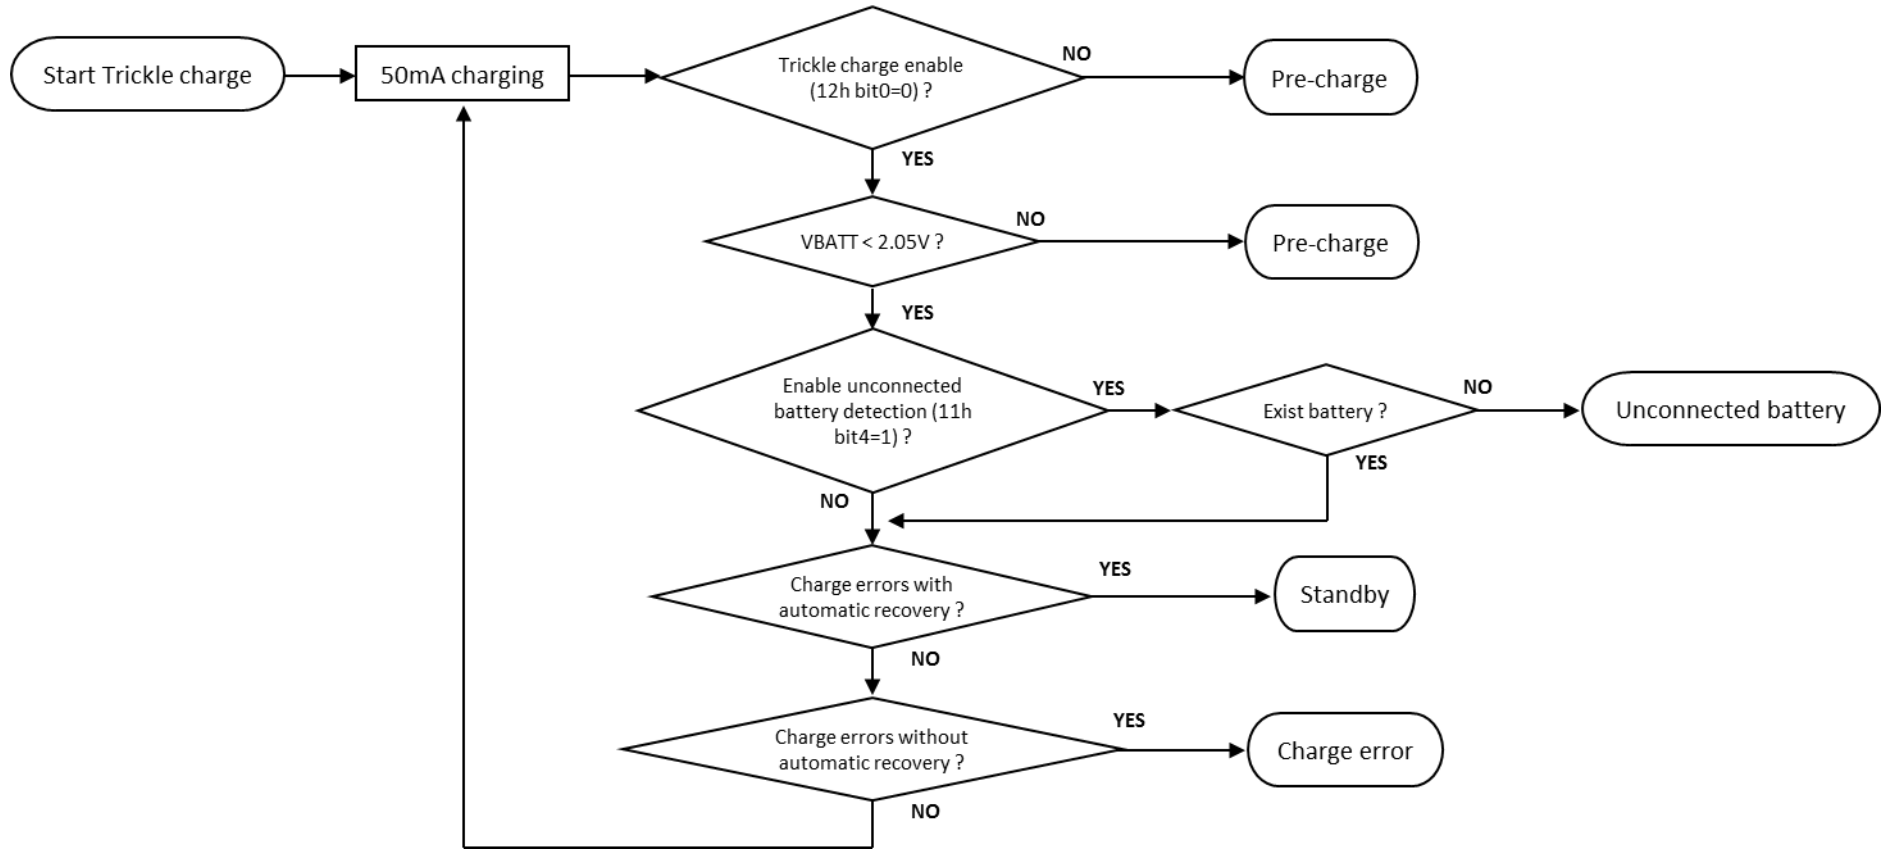 Start Trickle charge
50mA charging
Trickle charge enable
(12h bit0=0) ?
NO
Pre-charge
YES
VBATT < 2.05V ?
NO
Pre-charge
YES
Enable unconnected
battery detection (11h
bit4=1) ?
YES
Exist battery ?
NO
Unconnected battery
YES
NO
Charge errors with
automatic recovery ?
YES
Standby
NO
Charge errors without
automatic recovery ?
YES
Charge error
NO